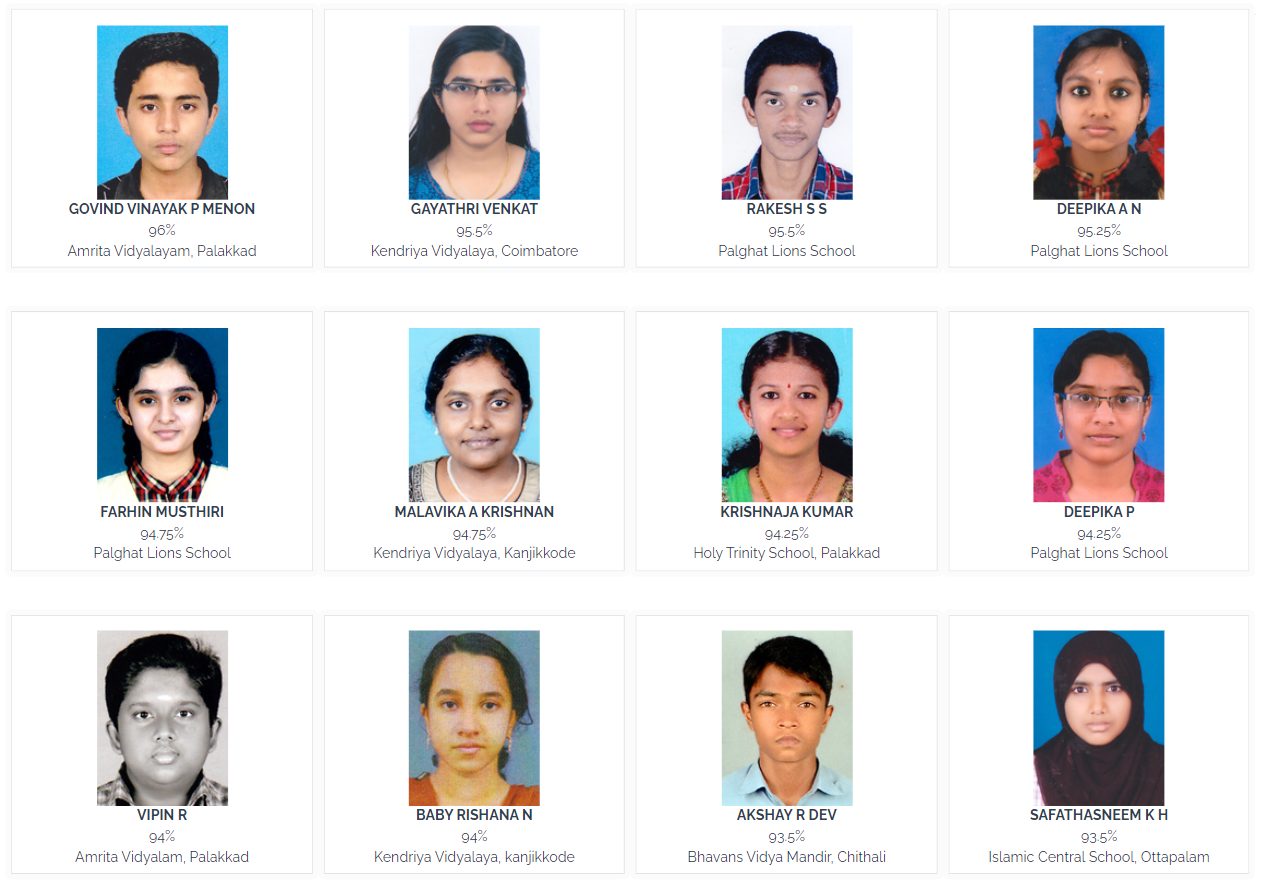 GOVIND VINAYAK P MENON
96%
Amrita Vidyalayam, Palakkad
GAYATHRI VENKAT
95.5%
Kendriya Vidyalaya, Coimbatore
RAKESH S S
95.5%
Palghat Lions School
DEEPIKA A N
95.25%
Palghat Lions School
FARHIN MUSTHIRI
94.75%
Palghat Lions School
MALAVIKA A KRISHNAN
94.75%
Kendriya Vidyalaya, Kanjikkode
KRISHNAJA KUMAR
94.25%
Holy Trinity School, Palakkad
DEEPIKA P
94.25%
Palghat Lions School
VIPIN R
94%
Amrita Vidyalam, Palakkad
BABY RISHANA N
94%
Kendriya Vidyalaya, kanjikkode
AKSHAY R DEV
93.5%
Bhavans Vidya Mandir, Chithali
SAFATHASNEEM K H
93.5%
Islamic Central School, Ottapalam